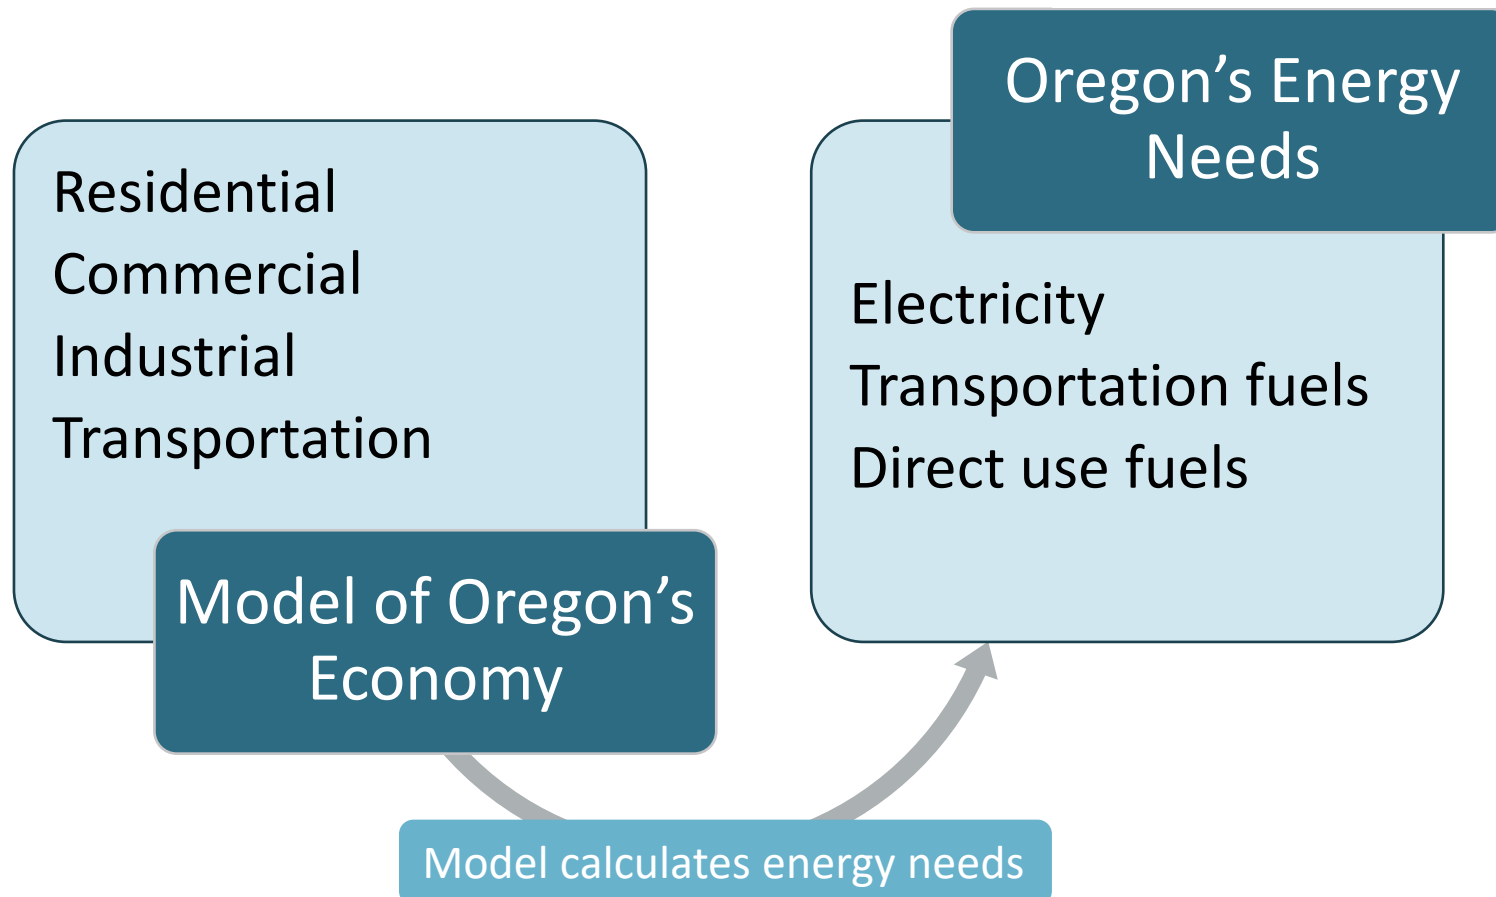 Residential
Commercial
Industrial
Transportation
Model of Oregon’s
Economy
Oregon’s Energy
Needs
Electricity
Transportation fuels
Direct use fuels
Model calculates energy needs